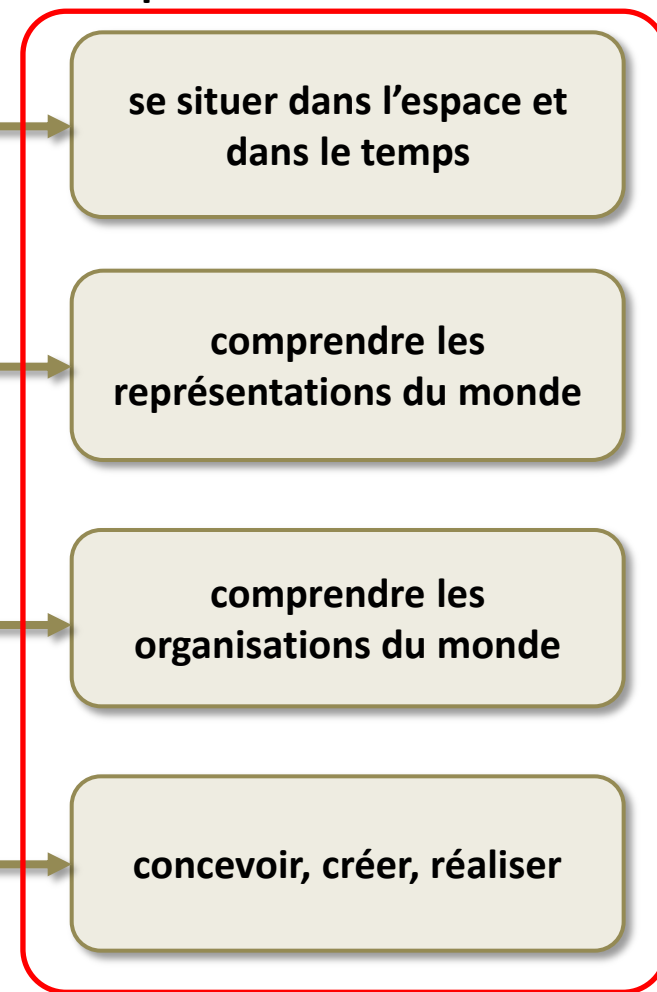 se situer dans l’espace et
dans le temps
comprendre les
représentations du monde
comprendre les
organisations du monde
concevoir, créer, réaliser